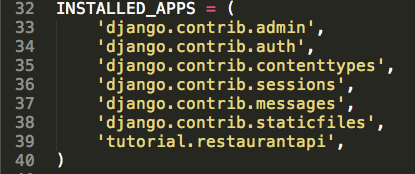 32 INSTALLED_APPS = (
33     'django.contrib.admin',
34     'django.contrib.auth',
35     'django.contrib.contenttypes',
36     'django.contrib.sessions',
37     'django.contrib.messages',
38     'django.contrib.staticfiles',
39     'tutorial.restaurantapi',
40 )